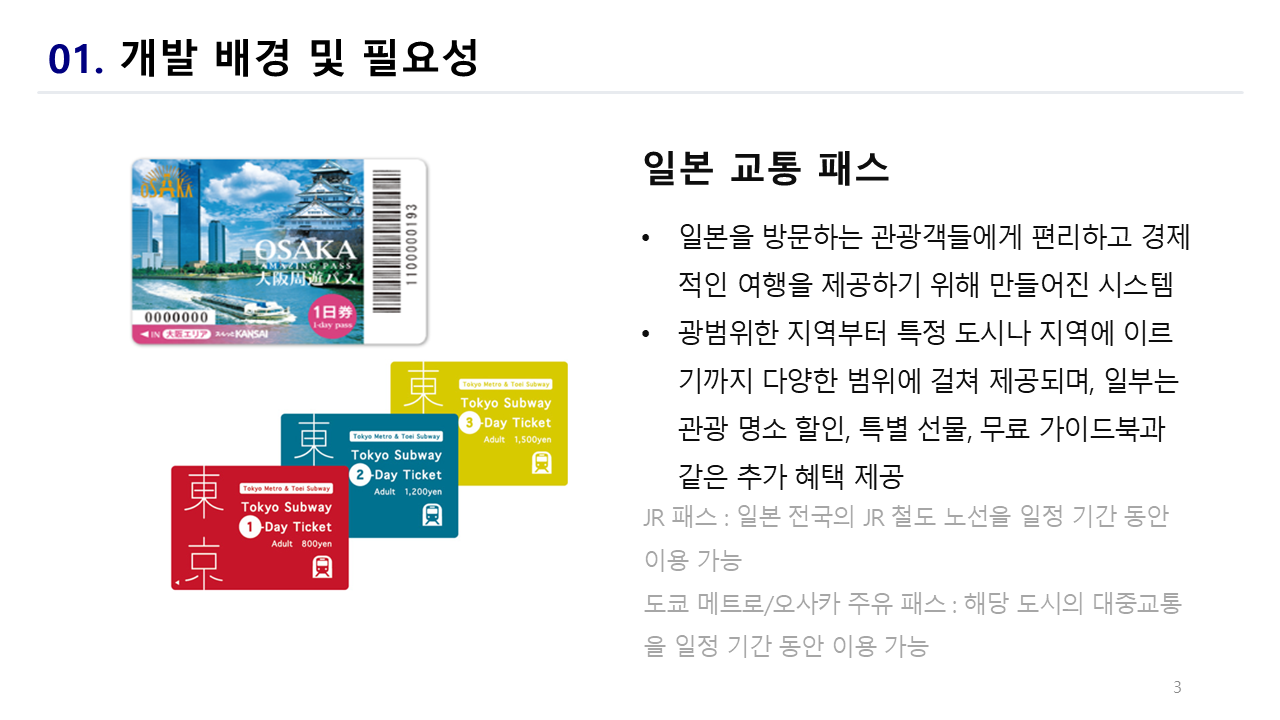 01. 개발 배경 및 필요성
OSAKA
OSAKA
AMAZING PASS
大阪周遊パス
0000000
1日券
1-day pass
◀IN 大阪エリア スルッとKANSAI
1100000193
東
Tokyo Metro & Toei Subway
Tokyo Subway
3-Day Ticket
Adult 1,500yen
東
Tokyo Metro & Toei Subway
Tokyo Subway
2-Day Ticket
Adult 1,200yen
東京
Tokyo Metro & Toei Subway
Tokyo Subway
1-Day Ticket
Adult 800yen
일본 교통 패스
• 일본을 방문하는 관광객들에게 편리하고 경제
적인 여행을 제공하기 위해 만들어진 시스템
• 광범위한 지역부터 특정 도시나 지역에 이르
기까지 다양한 범위에 걸쳐 제공되며, 일부는
관광 명소 할인, 특별 선물, 무료 가이드북과
같은 추가 혜택 제공
JR 패스 : 일본 전국의 JR 철도 노선을 일정 기간 동안
이용 가능
도쿄 메트로/오사카 주유 패스 : 해당 도시의 대중교통
을 일정 기간 동안 이용 가능
3